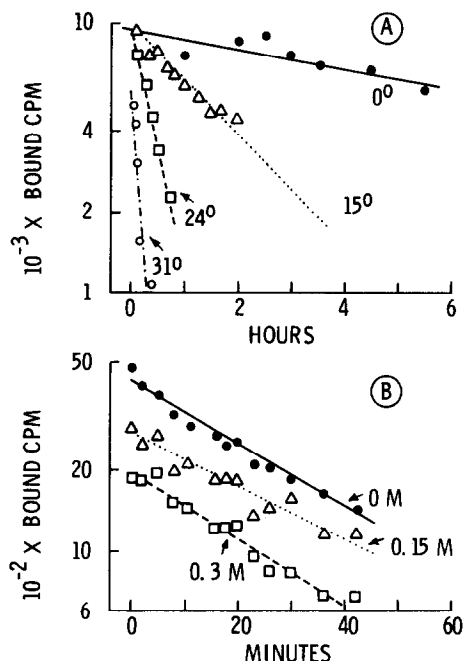 A
10
4
2
1
10⁻³ X BOUND CPM
0⁰
15⁰
24⁰
31⁰
0 2 4 6
HOURS
B
50
20
10
6
10⁻² X BOUND CPM
0 M
0.15 M
0.3 M
0 20 40 60
MINUTES